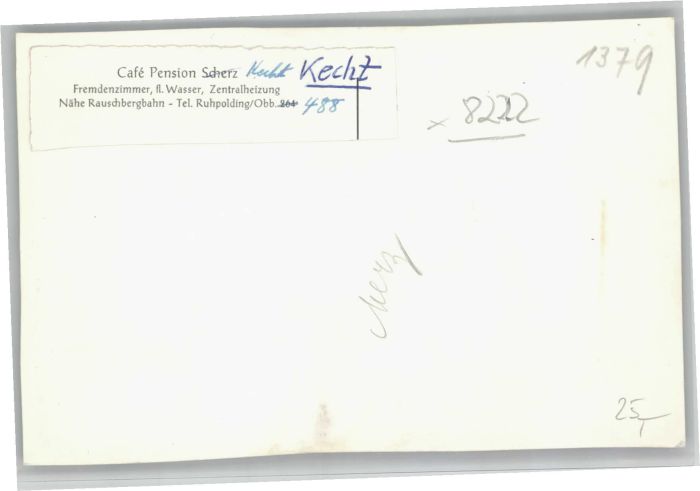 Café Pension Scherz Kecht Kecht
Fremdenzimmer, fl. Wasser, Zentralheizung
Nähe Rauschbergbahn - Tel. Ruhpolding/Obb. 264 488
1379
x 8222
25,-